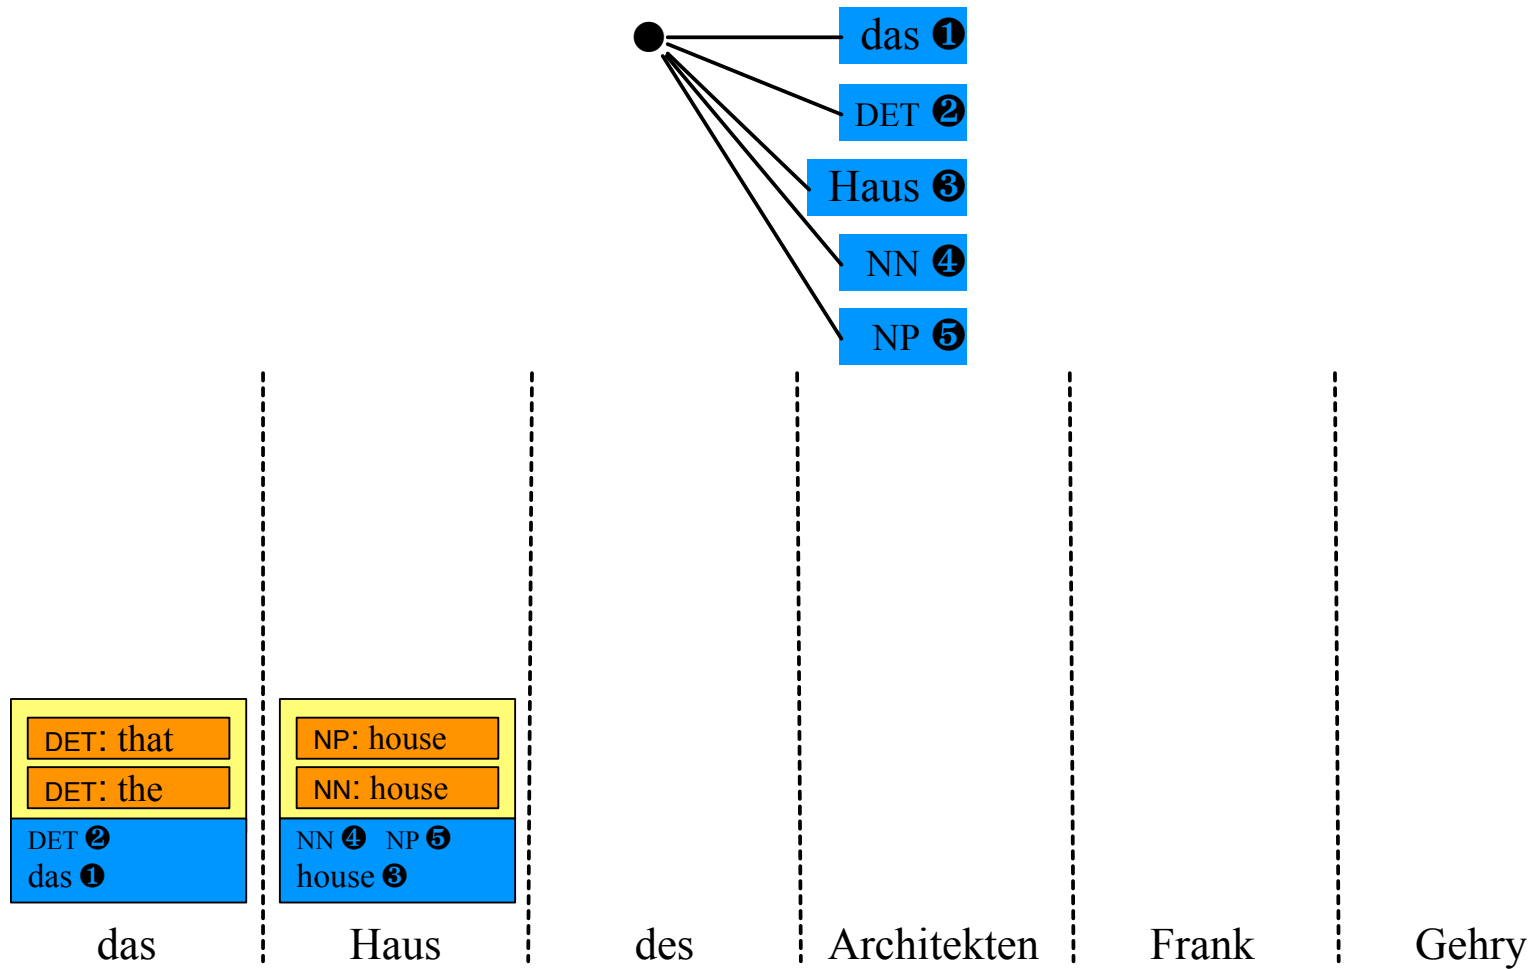 das ❶
DET ❷
Haus ❸
NN ❹
NP ❺
DET: that
DET: the
DET ❷
das ❶
NP: house
NN: house
NN ❹ NP ❺
house ❸
das Haus des Architekten Frank Gehry